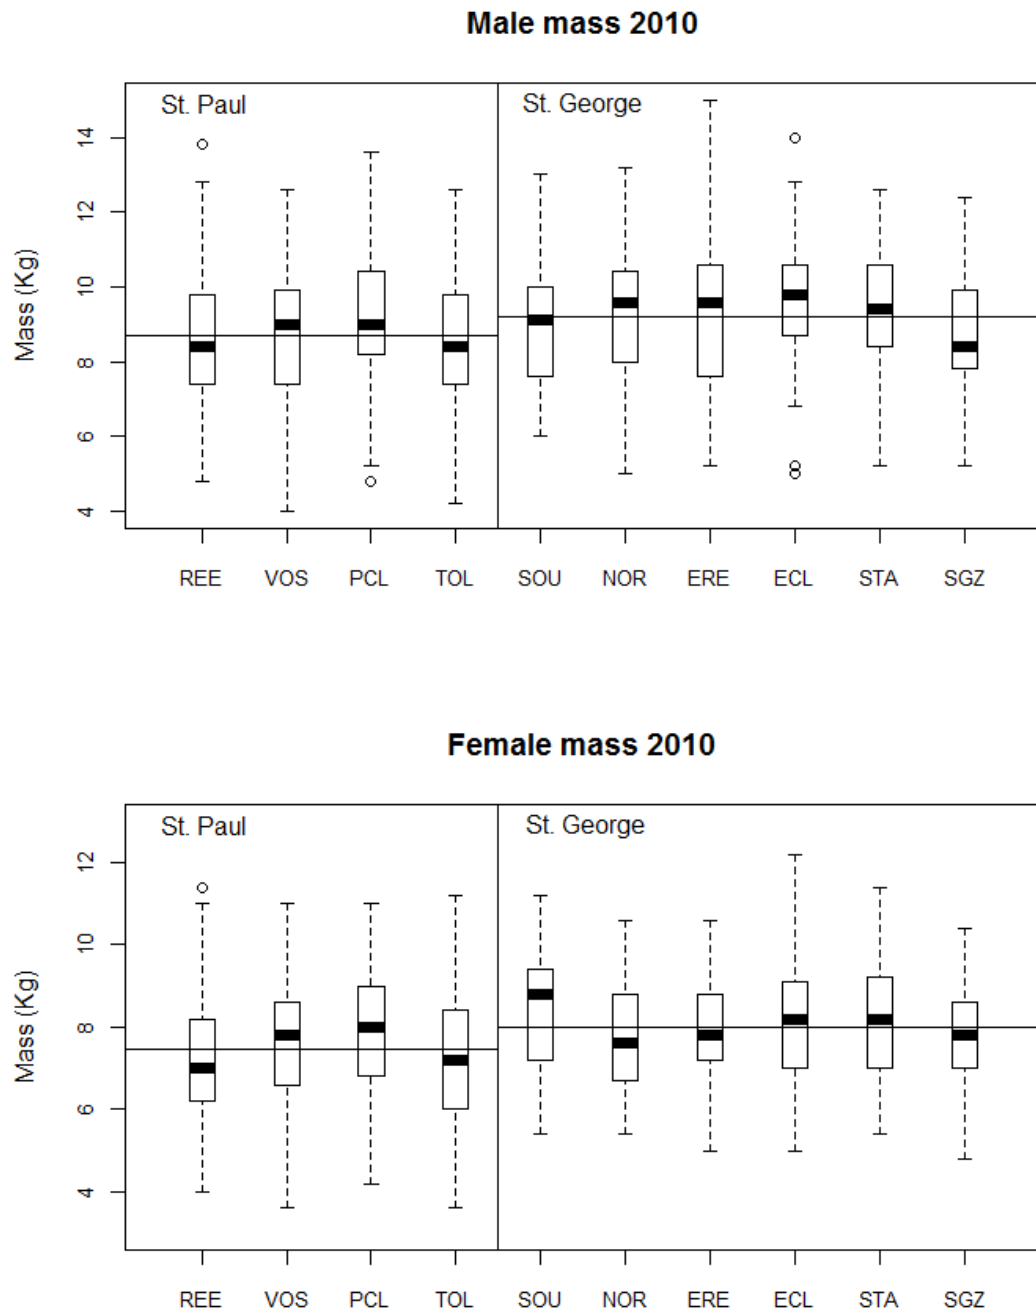 Male mass 2010
St. Paul St. George
14
12
10
8
6
4
Mass (Kg)
REE VOS PCL TOL SOU NOR ERE ECL STA SGZ
Female mass 2010
St. Paul St. George
12
10
8
6
4
Mass (Kg)
REE VOS PCL TOL SOU NOR ERE ECL STA SGZ